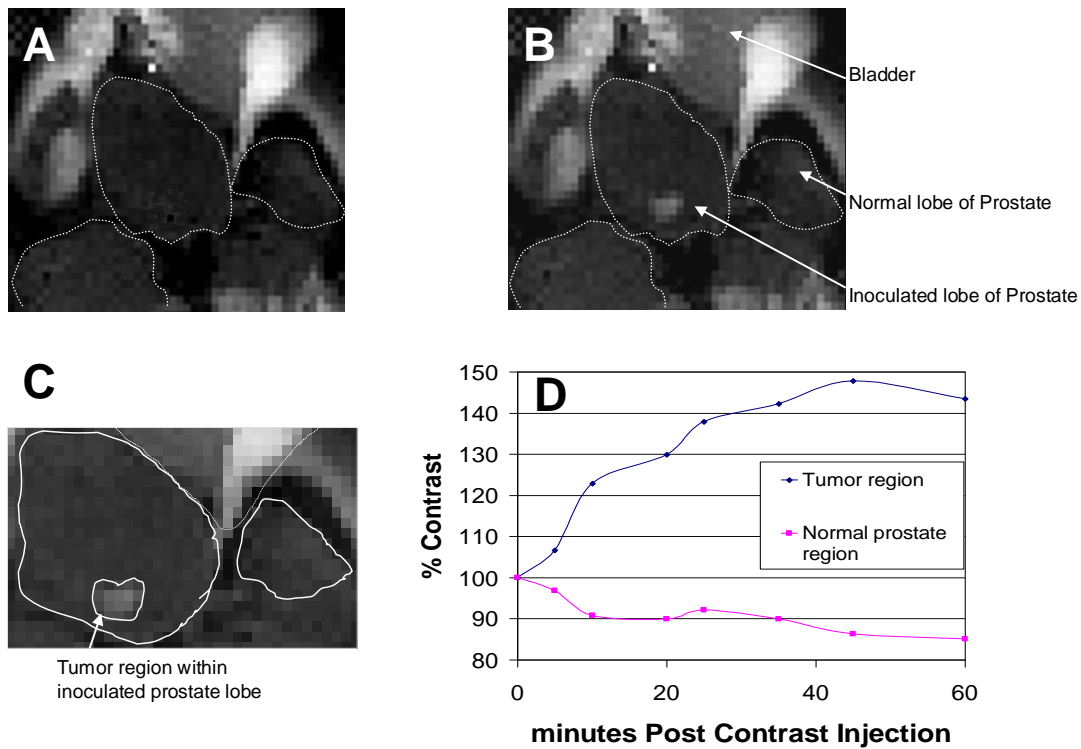 A
B
Bladder
Normal lobe of Prostate
Inoculated lobe of Prostate
C
Tumor region within
inoculated prostate lobe
D
150
140
130
120
110
100
90
80
% Contrast
Tumor region
Normal prostate
region
0
20
40
60
minutes Post Contrast Injection